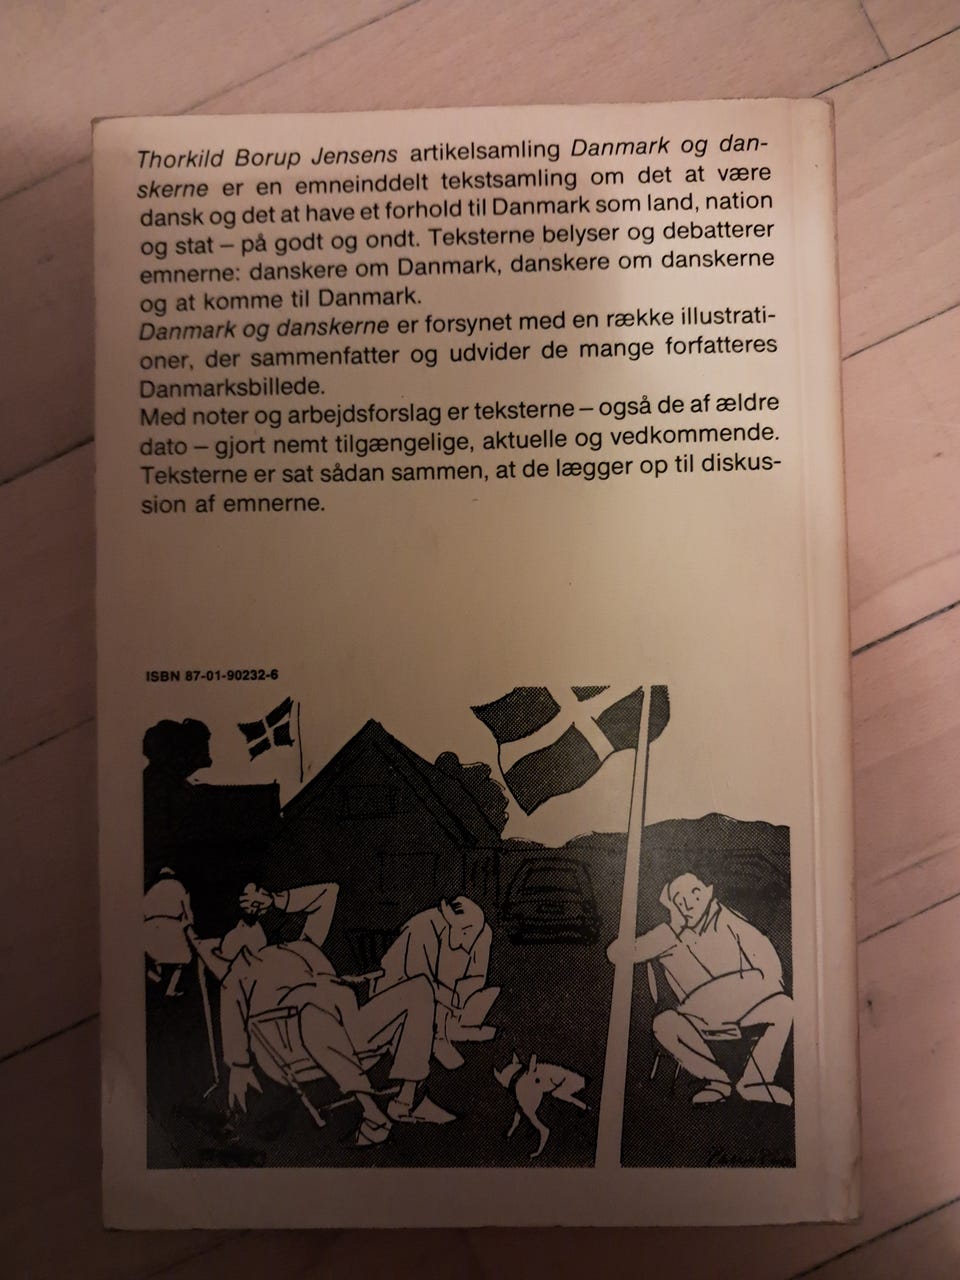 Thorkild Borup Jensens artikelsamling Danmark og dan-
skerne er en emneinddelt tekstsamling om det at være
dansk og det at have et forhold til Danmark som land, nation
og stat – på godt og ondt. Teksterne belyser og debatterer
emnerne: danskere om Danmark, danskere om danskerne
og at komme til Danmark.
Danmark og danskerne er forsynet med en række illustrati-
oner, der sammenfatter og udvider de mange forfatteres
Danmarksbillede.
Med noter og arbejdsforslag er teksterne – også de af ældre
dato – gjort nemt tilgængelige, aktuelle og vedkommende.
Teksterne er sat sådan sammen, at de lægger op til diskus-
sion af emnerne.
ISBN 87-01-90232-6